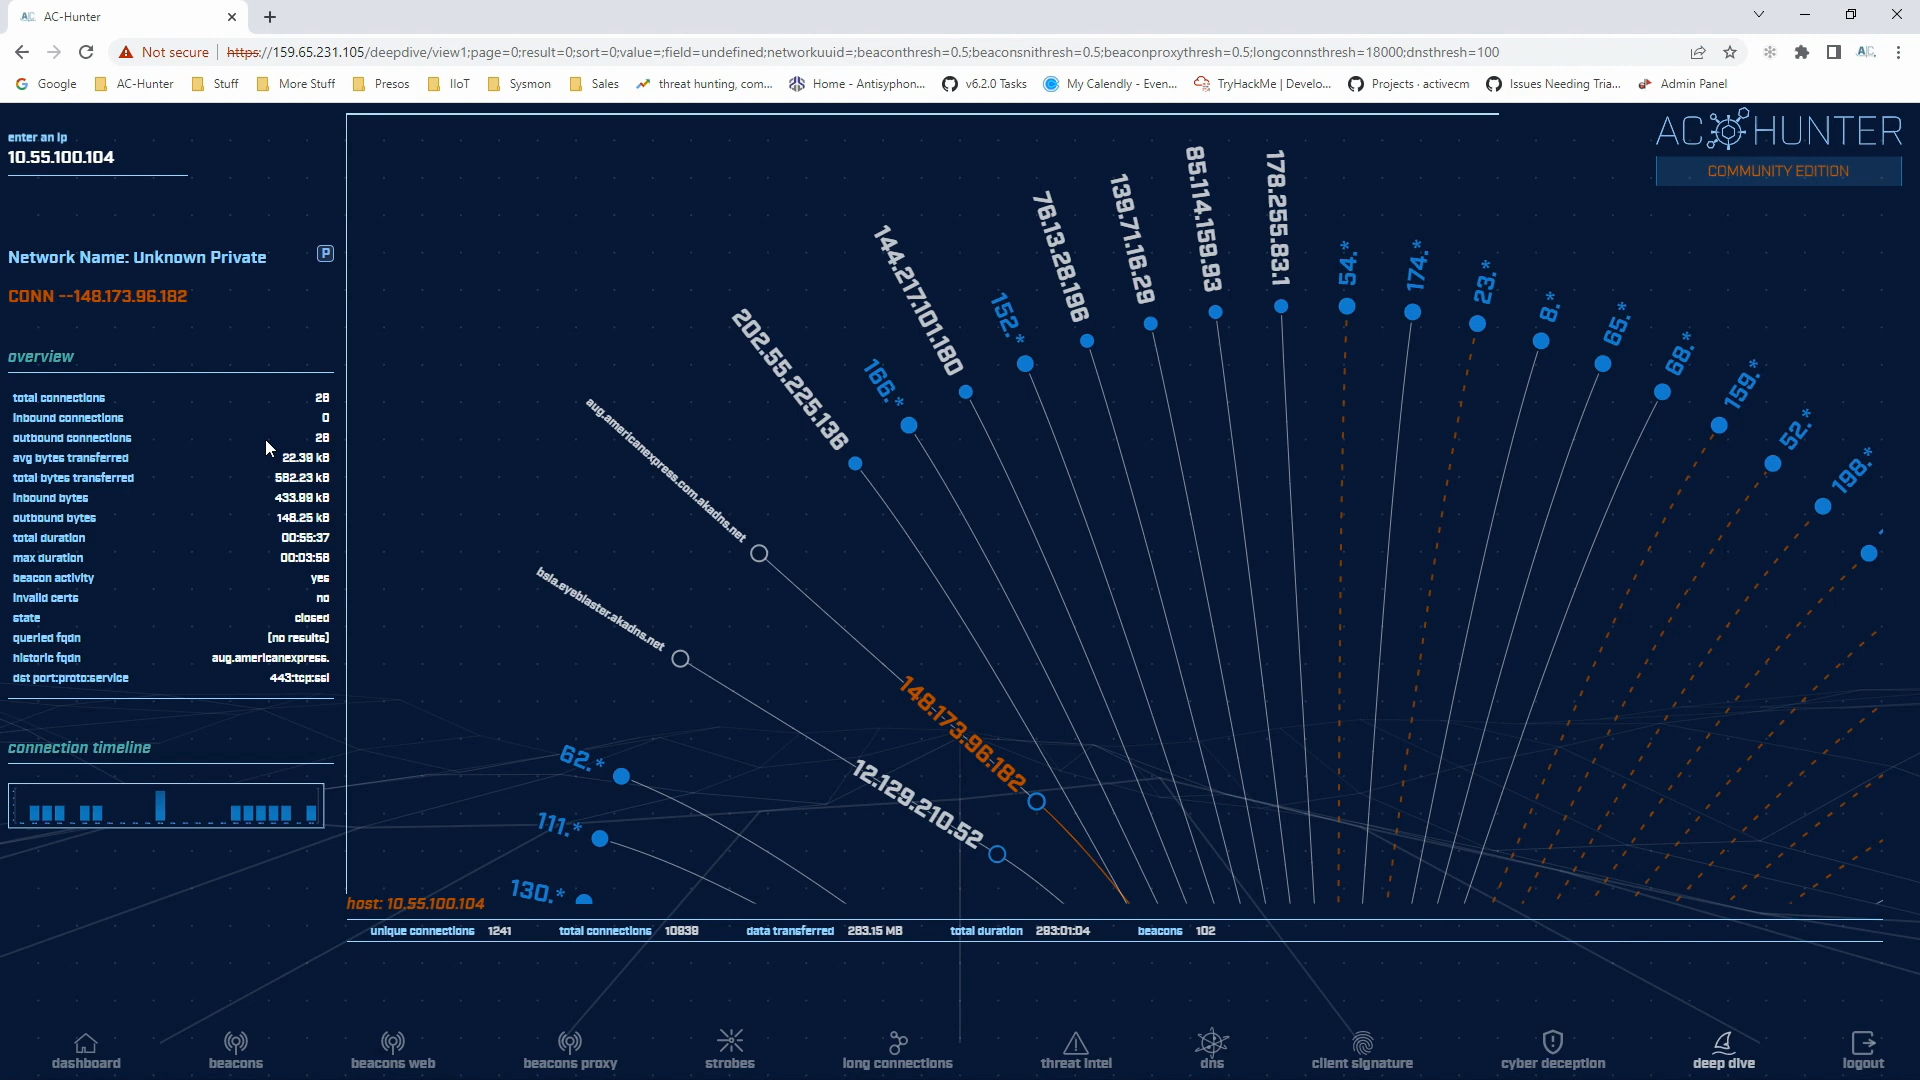 AC-Hunter
Not secure
https://159.65.231.105/deepdive/view1;page=0;result=0;sort=0;value=;field=undefined;networkuuid=;beaconthresh=0.5;beaconsnithresh=0.5;beaconproxythresh=0.5;longconnsthresh=18000;dnsthresh=100
Google AC-Hunter Stuff More Stuff Presos IIoT Sysmon Sales threat hunting, com... Home - Antisyphon... v6.2.0 Tasks My Calendly - Even... TryHackMe | Develo... Projects · activecm Issues Needing Tria... Admin Panel
enter an ip
10.55.100.104
AC HUNTER
COMMUNITY EDITION
Network Name: Unknown Private P
CONN --148.173.96.182
overview
total connections 28
inbound connections 0
outbound connections 28
avg bytes transferred 22.39 kB
total bytes transferred 582.23 kB
inbound bytes 433.99 kB
outbound bytes 148.25 kB
total duration 00:55:37
max duration 00:03:58
beacon activity yes
invalid certs no
state closed
queried fqdn [no results]
historic fqdn aug.americanexpress.
dst port:proto:service 443:tcp:ssl
connection timeline
130.*
111.*
62.*
bsla.eyeblaster.akadns.net
12.129.210.52
aug.americanexpress.com.akadns.net
148.173.96.182
202.55.225.136
166.*
144.217.101.180
152.*
76.13.28.196
139.71.16.29
85.114.159.93
178.255.83.1
54.*
174.*
23.*
8.*
65.*
68.*
159.*
52.*
198.*
host: 10.55.100.104
unique connections 1241 total connections 10939 data transferred 283.15 MB total duration 293:01:04 beacons 102
dashboard beacons beacons web beacons proxy strobes long connections threat intel dns client signature cyber deception deep dive logout